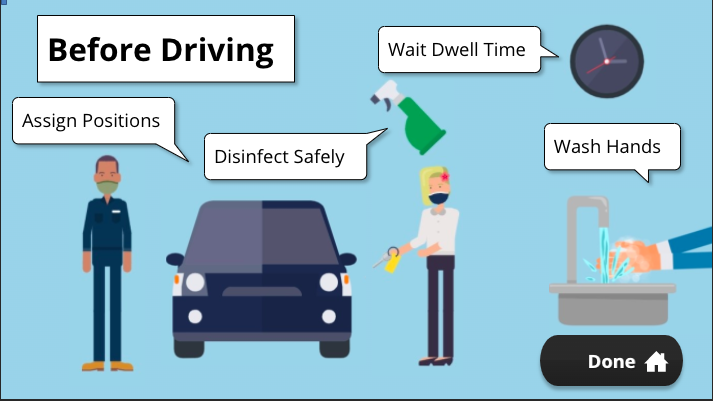 Before Driving
Wait Dwell Time
Assign Positions
Disinfect Safely
Wash Hands
Done